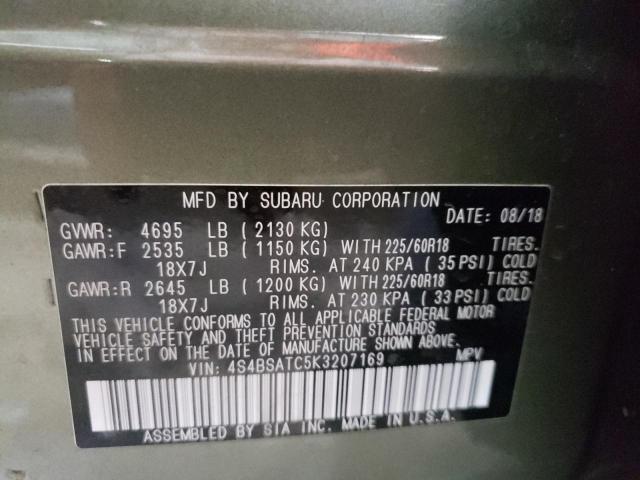 MFD BY SUBARU CORPORATION
DATE: 08/18
GVWR: 4695 LB ( 2130 KG)
GAWR:F 2535 LB ( 1150 KG) WITH 225/60R18 TIRES.
18X7J RIMS. AT 240 KPA ( 35 PSI) COLD
GAWR:R 2645 LB ( 1200 KG) WITH 225/60R18 TIRES.
18X7J RIMS. AT 230 KPA ( 33 PSI) COLD
THIS VEHICLE CONFORMS TO ALL APPLICABLE FEDERAL MOTOR
VEHICLE SAFETY AND THEFT PREVENTION STANDARDS
IN EFFECT ON THE DATE OF MANUFACTURE SHOWN ABOVE.
VIN: 4S4BSATC5K3207169 MPV
ASSEMBLED BY SIA INC. MADE IN U.S.A.